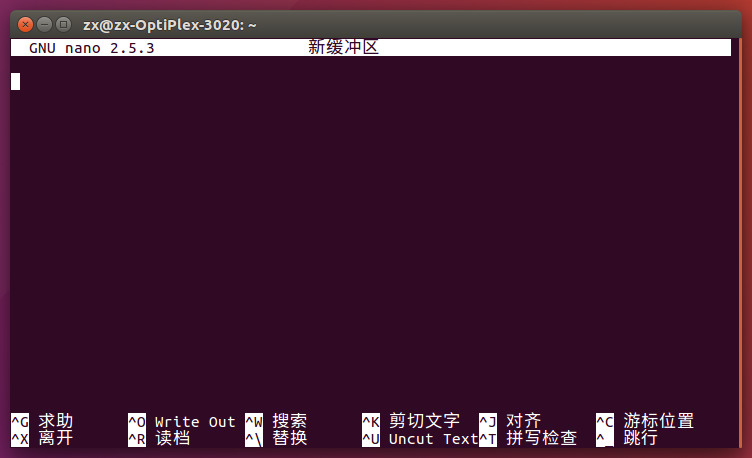 zx@zx-OptiPlex-3020: ~
GNU nano 2.5.3 新缓冲区
^G 求助 ^O Write Out ^W 搜索 ^K 剪切文字 ^J 对齐 ^C 游标位置
^X 离开 ^R 读档 ^\ 替换 ^U Uncut Text ^T 拼写检查 ^_ 跳行